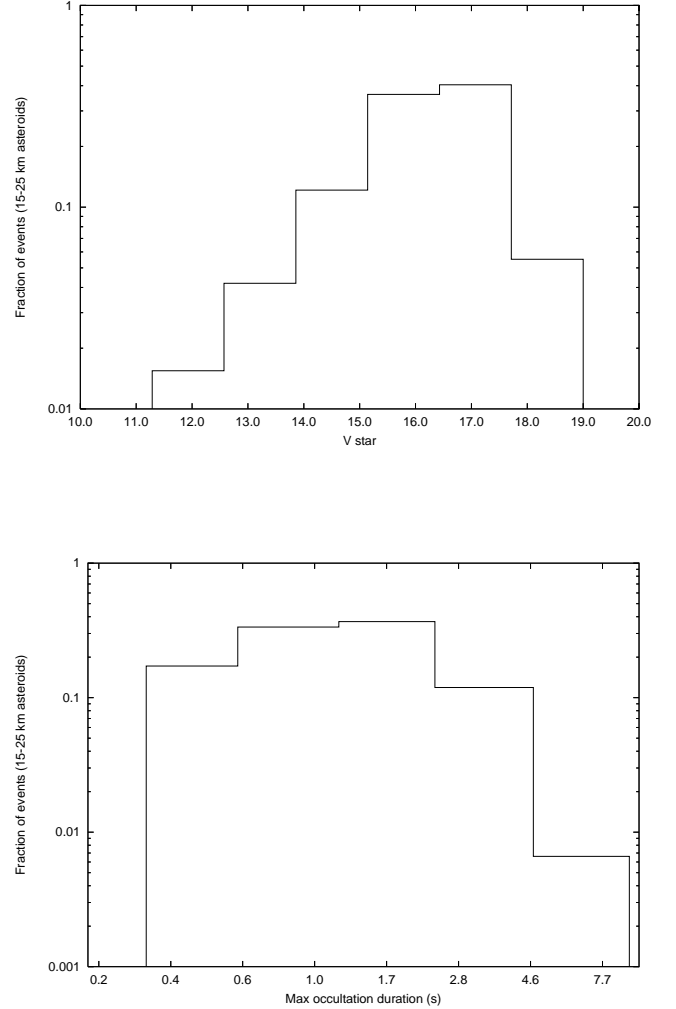 1
0.1
0.01
Fraction of events (15-25 km asteroids)
10.0 11.0 12.0 13.0 14.0 15.0 16.0 17.0 18.0 19.0 20.0
V star
1
0.1
0.01
0.001
Fraction of events (15-25 km asteroids)
0.2 0.4 0.6 1.0 1.7 2.8 4.6 7.7
Max occultation duration (s)